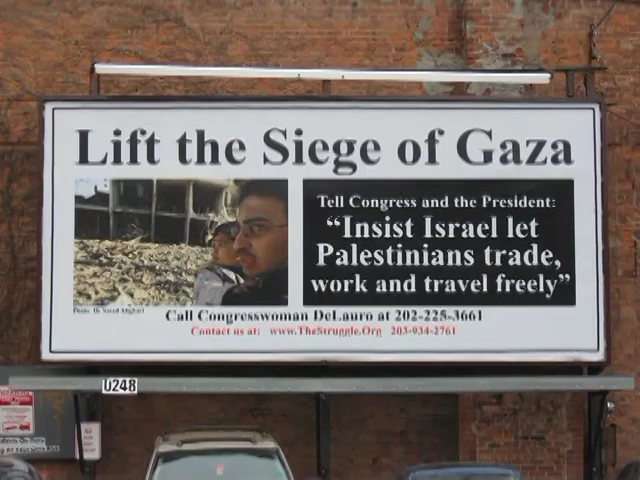 Lift the Siege of Gaza
Tell Congress and the President:
“Insist Israel let
Palestinians trade,
work and travel freely”
Call Congresswoman DeLauro at 202-225-3661
Contact us at: www.TheStruggle.Org 203-934-2761
U248